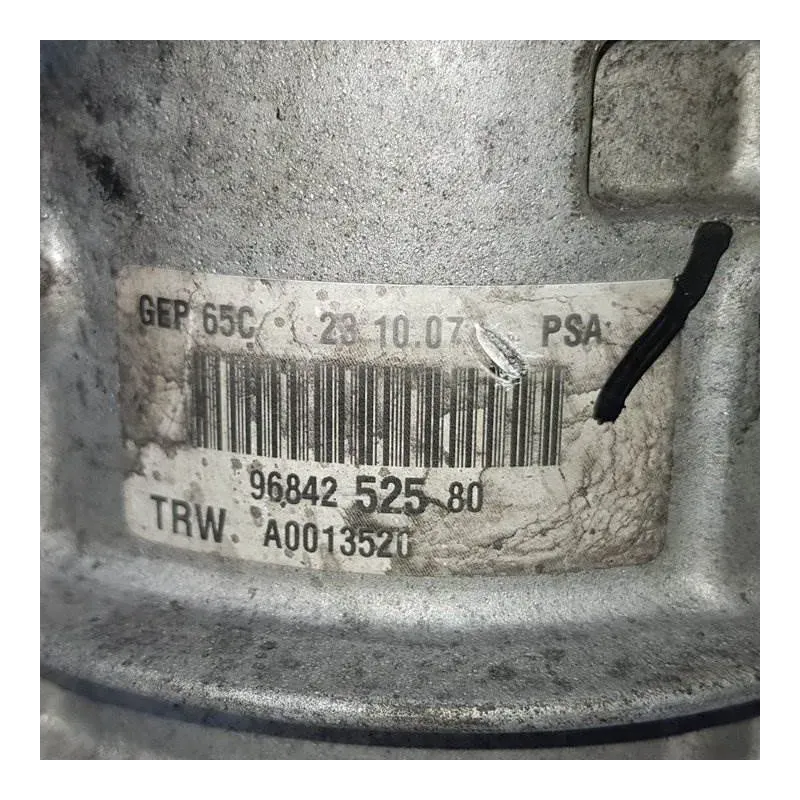 GEP 65C 23 10.07 PSA
96842 525 80
TRW. A0013520